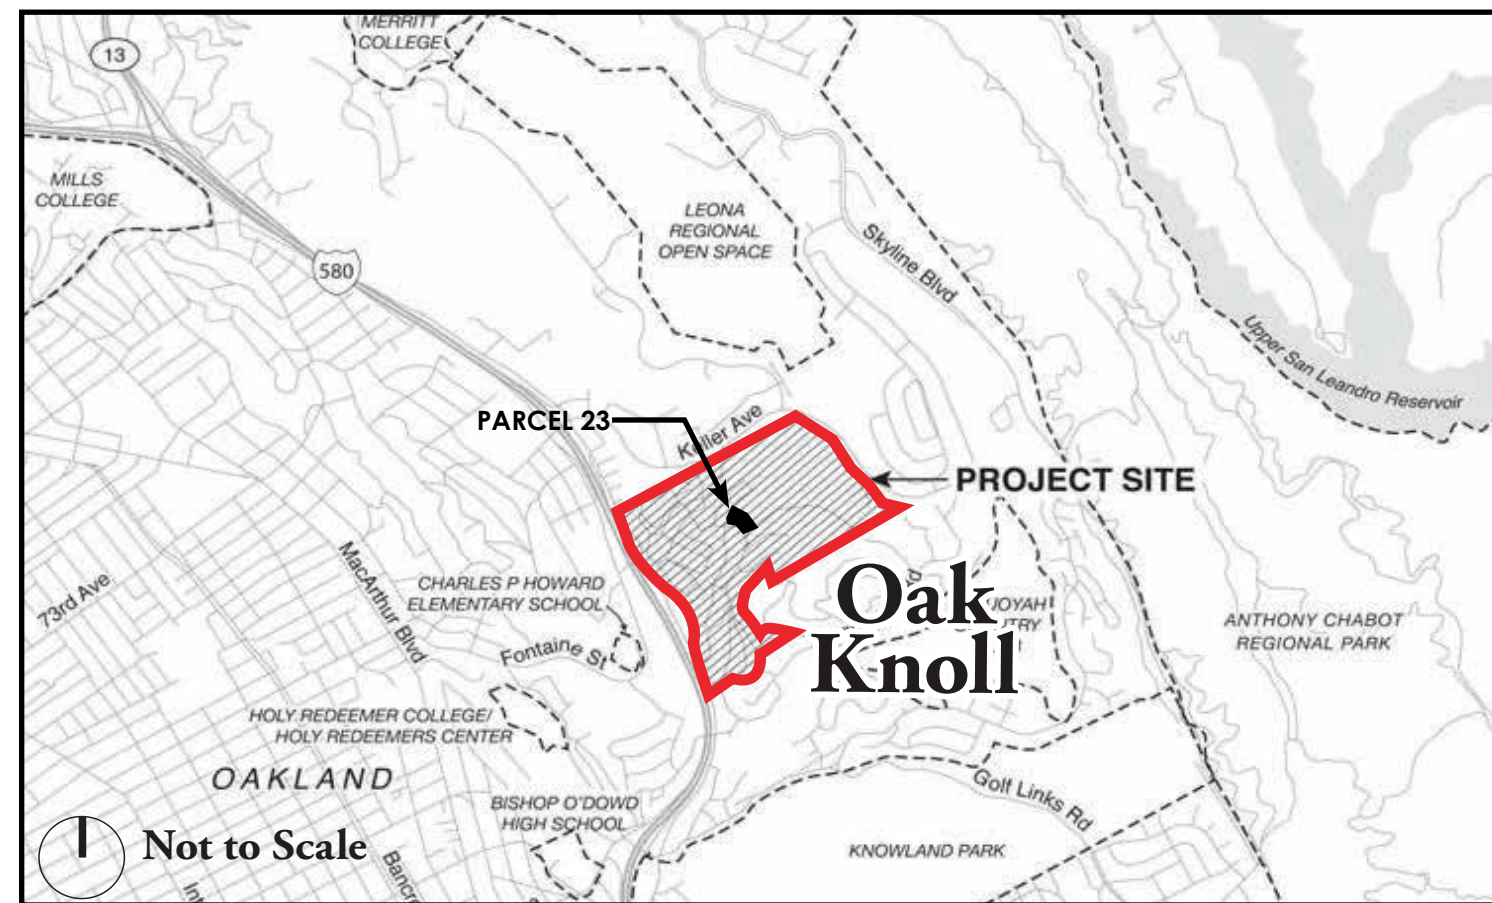 MERRITT
COLLEGE
13
MILLS
COLLEGE
LEONA
REGIONAL
OPEN SPACE
Skyline Blvd
580
Upper San Leandro Reservoir
PARCEL 23
Keller Ave
PROJECT SITE
Oak
Knoll
73rd Ave
MacArthur Blvd
CHARLES P HOWARD
ELEMENTARY SCHOOL
Fontaine St
ANTHONY CHABOT
REGIONAL PARK
HOLY REDEEMER COLLEGE/
HOLY REDEEMERS CENTER
OAKLAND
Golf Links Rd
BISHOP O'DOWD
HIGH SCHOOL
Not to Scale
KNOWLAND PARK